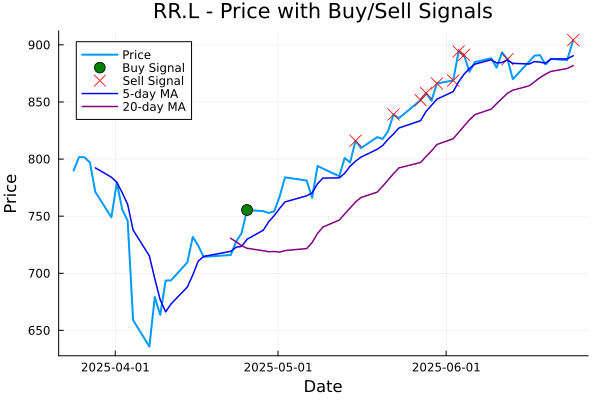 RR.L - Price with Buy/Sell Signals
Price
Buy Signal
Sell Signal
5-day MA
20-day MA
900
850
800
750
700
650
Price
2025-04-01
2025-05-01
2025-06-01
Date